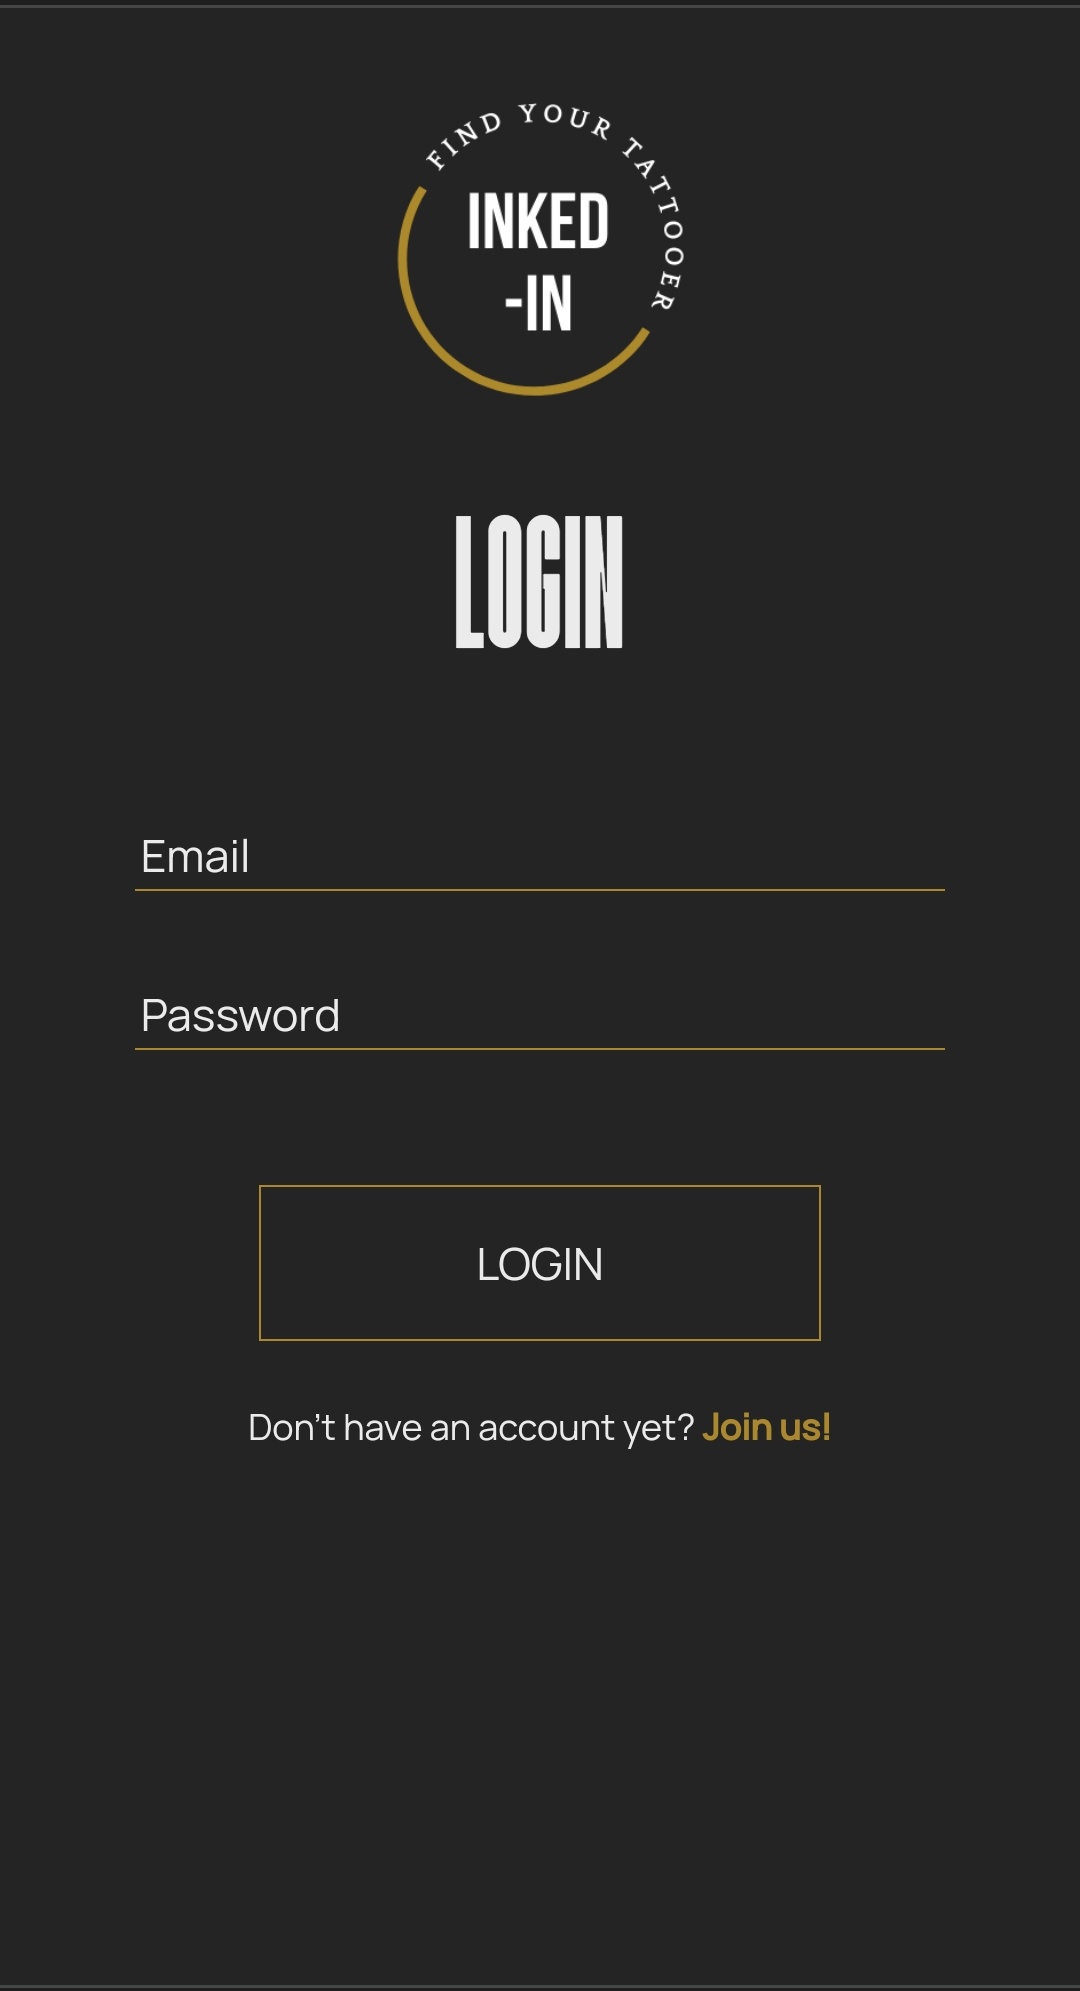 FIND YOUR TATTOOER
INKED
-IN
LOGIN
Email
Password
LOGIN
Don't have an account yet? Join us!